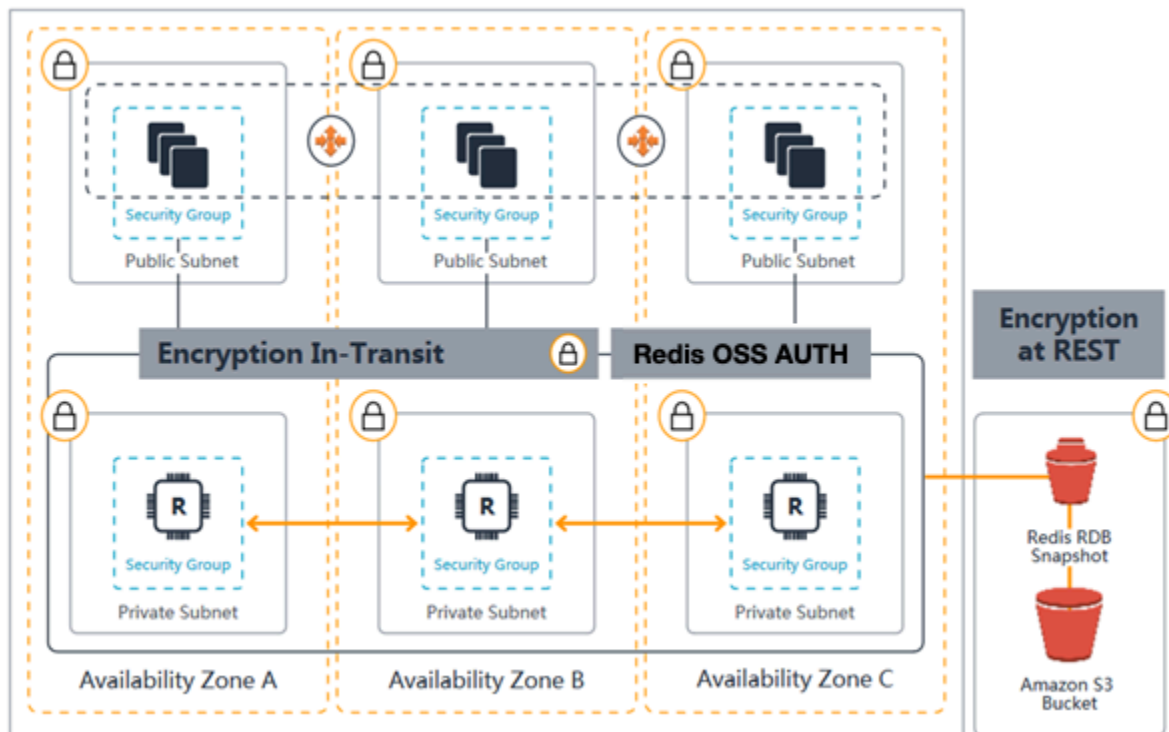 Security Group
Security Group
Security Group
Public Subnet
Public Subnet
Public Subnet
Encryption In-Transit
Redis OSS AUTH
Encryption
at REST
R
R
R
Security Group
Security Group
Security Group
Private Subnet
Private Subnet
Private Subnet
Redis RDB
Snapshot
Availability Zone A
Availability Zone B
Availability Zone C
Amazon S3
Bucket